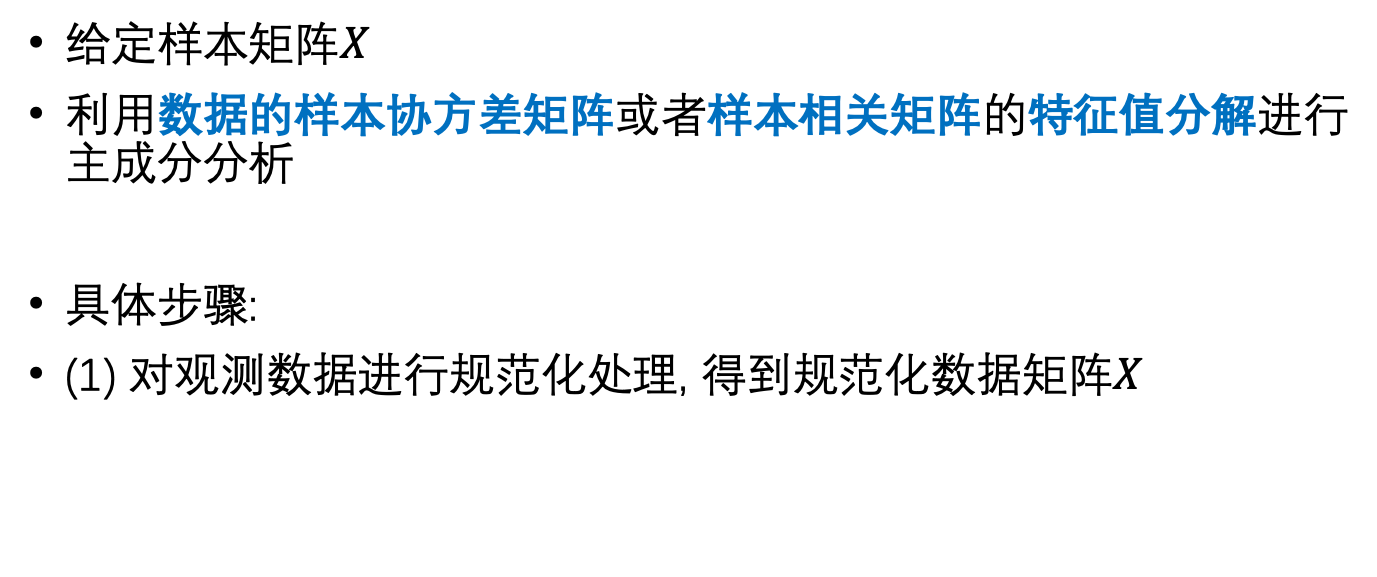 • 给定样本矩阵X
• 利用数据的样本协方差矩阵或者样本相关矩阵的特征值分解进行
主成分分析
• 具体步骤:
• (1) 对观测数据进行规范化处理, 得到规范化数据矩阵X